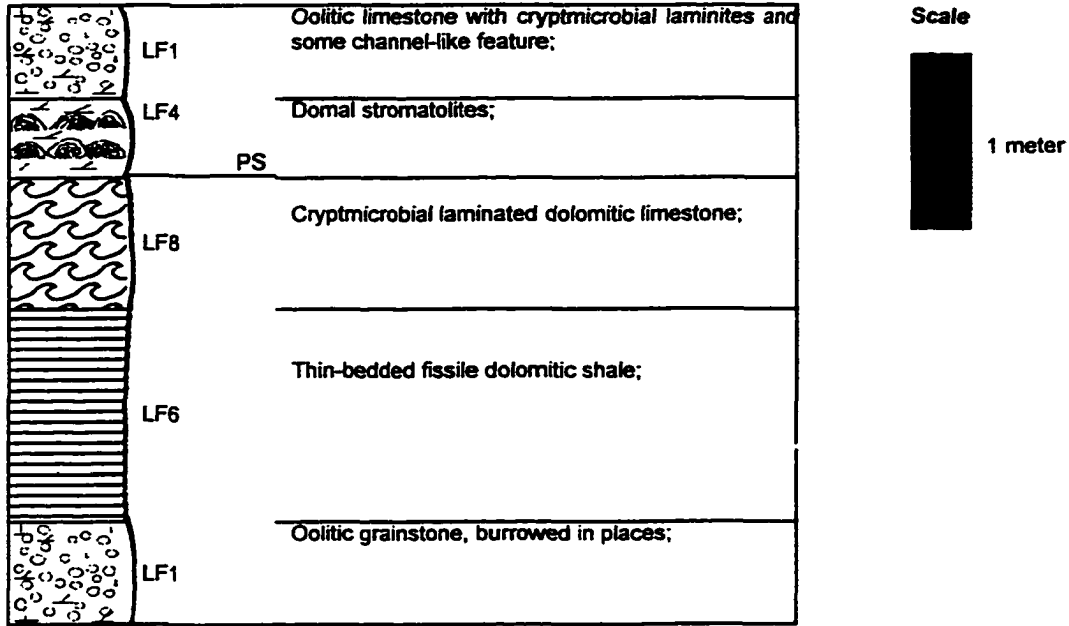 Oolitic limestone with cryptmicrobial laminites and
some channel-like feature;
LF1
LF4
Domal stromatolites;
PS
Cryptmicrobial laminated dolomitic limestone;
LF8
Thin-bedded fissile dolomitic shale;
LF6
Oolitic grainstone, burrowed in places;
LF1
Scale
1 meter